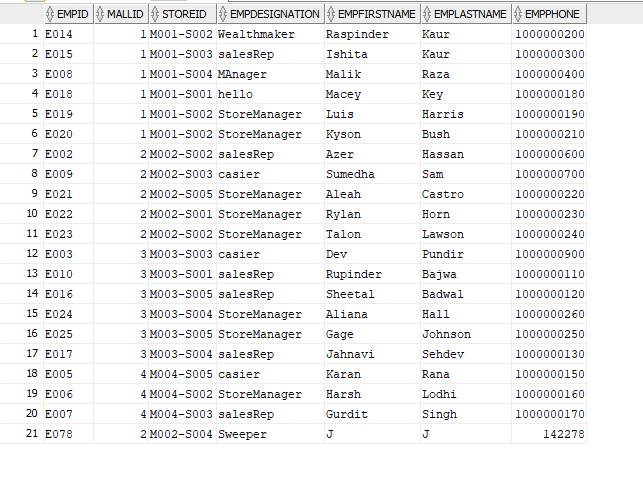 EMPID MALLID STOREID EMPDESIGNATION EMPFIRSTNAME EMPLASTNAME EMPPHONE
1 E014 1 M001-S002 Wealthmaker Raspinder Kaur 1000000200
2 E015 1 M001-S003 salesRep Ishita Kaur 1000000300
3 E008 1 M001-S004 MAnager Malik Raza 1000000400
4 E018 1 M001-S001 hello Macey Key 1000000180
5 E019 1 M001-S002 StoreManager Luis Harris 1000000190
6 E020 1 M001-S002 StoreManager Kyson Bush 1000000210
7 E002 2 M002-S002 salesRep Azer Hassan 1000000600
8 E009 2 M002-S003 casier Sumedha Sam 1000000700
9 E021 2 M002-S005 StoreManager Aleah Castro 1000000220
10 E022 2 M002-S001 StoreManager Rylan Horn 1000000230
11 E023 2 M002-S002 StoreManager Talon Lawson 1000000240
12 E003 3 M003-S003 casier Dev Pundir 1000000900
13 E010 3 M003-S001 salesRep Rupinder Bajwa 1000000110
14 E016 3 M003-S005 salesRep Sheetal Badwal 1000000120
15 E024 3 M003-S004 StoreManager Aliana Hall 1000000260
16 E025 3 M003-S005 StoreManager Gage Johnson 1000000250
17 E017 3 M003-S004 salesRep Jahnavi Sehdev 1000000130
18 E005 4 M004-S005 casier Karan Rana 1000000150
19 E006 4 M004-S002 StoreManager Harsh Lodhi 1000000160
20 E007 4 M004-S003 salesRep Gurdit Singh 1000000170
21 E078 2 M002-S004 Sweeper J J 142278